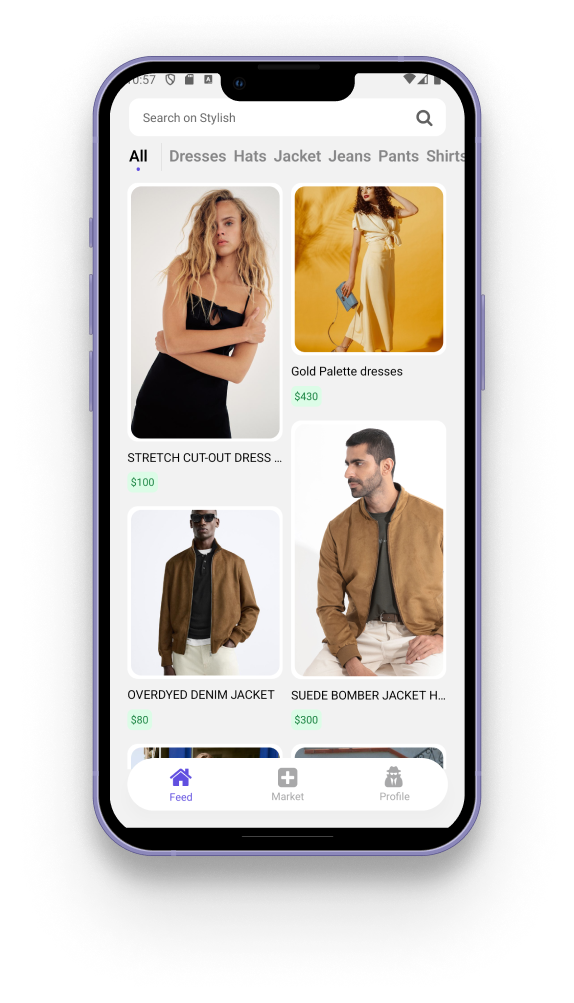 0:57
Search on Stylish
All Dresses Hats Jacket Jeans Pants Shirts
STRETCH CUT-OUT DRESS ...
$100
Gold Palette dresses
$430
OVERDYED DENIM JACKET
$80
SUEDE BOMBER JACKET H...
$300
Feed Market Profile